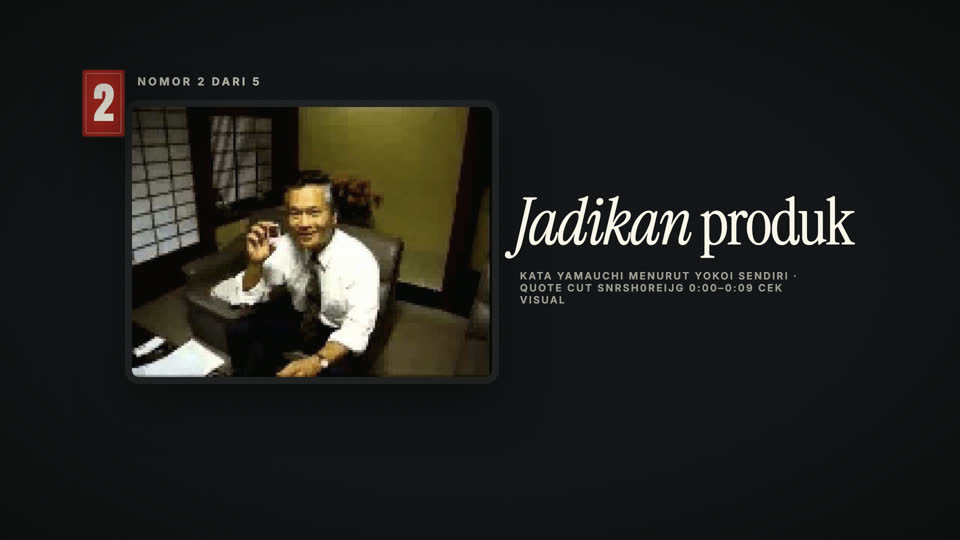 2
NOMOR 2 DARI 5
Jadikan produk
KATA YAMAUCHI MENURUT YOKOI SENDIRI ·
QUOTE CUT SNRSH0REIJG 0:00–0:09 CEK
VISUAL